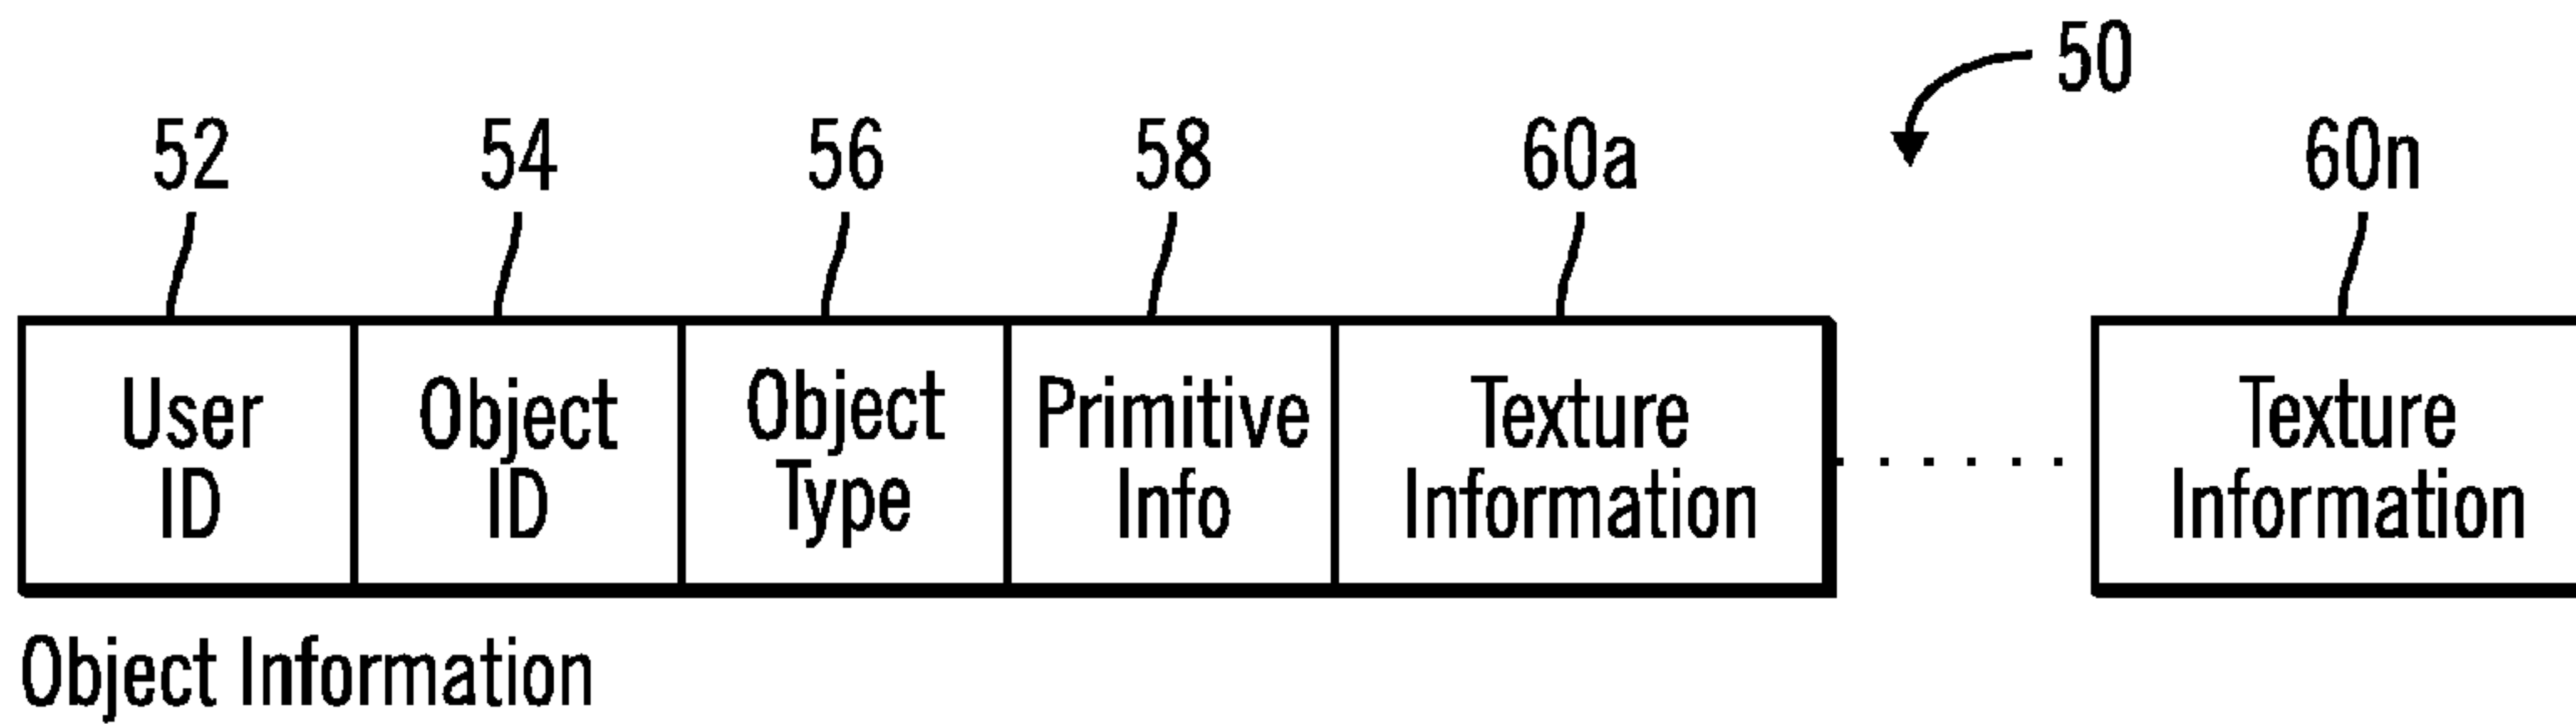 50
52 54 56 58 60a 60n
User ID
Object ID
Object Type
Primitive Info
Texture Information
Texture Information
Object Information